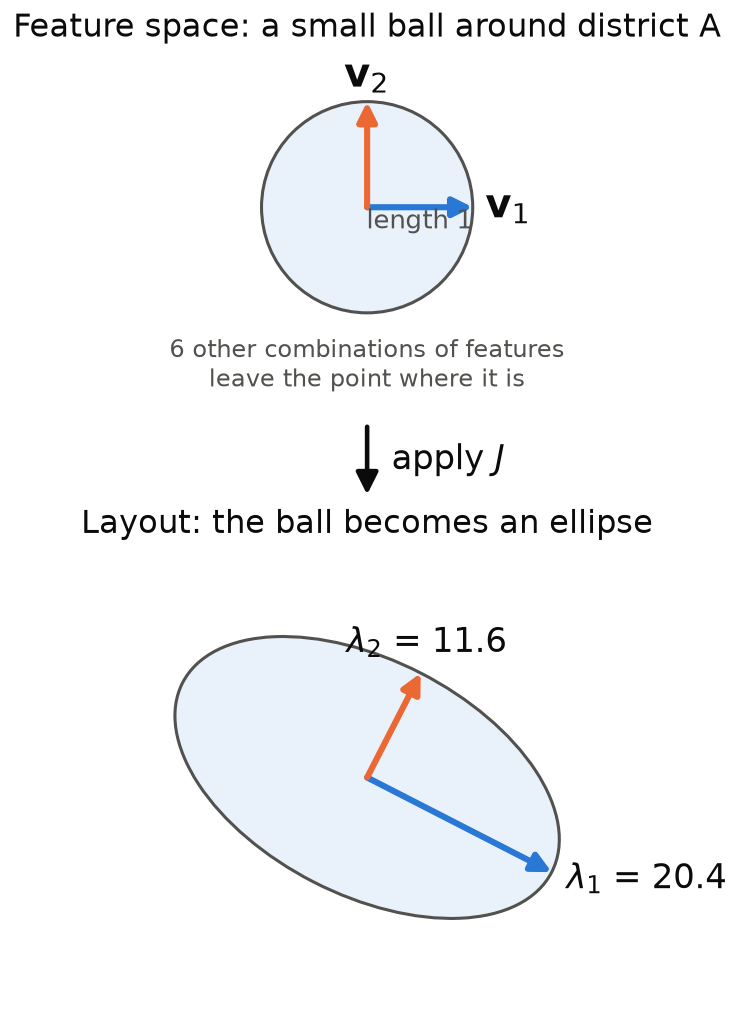 Feature space: a small ball around district A
v₂
v₁
length 1
6 other combinations of features
leave the point where it is
apply J
Layout: the ball becomes an ellipse
λ₂ = 11.6
λ₁ = 20.4